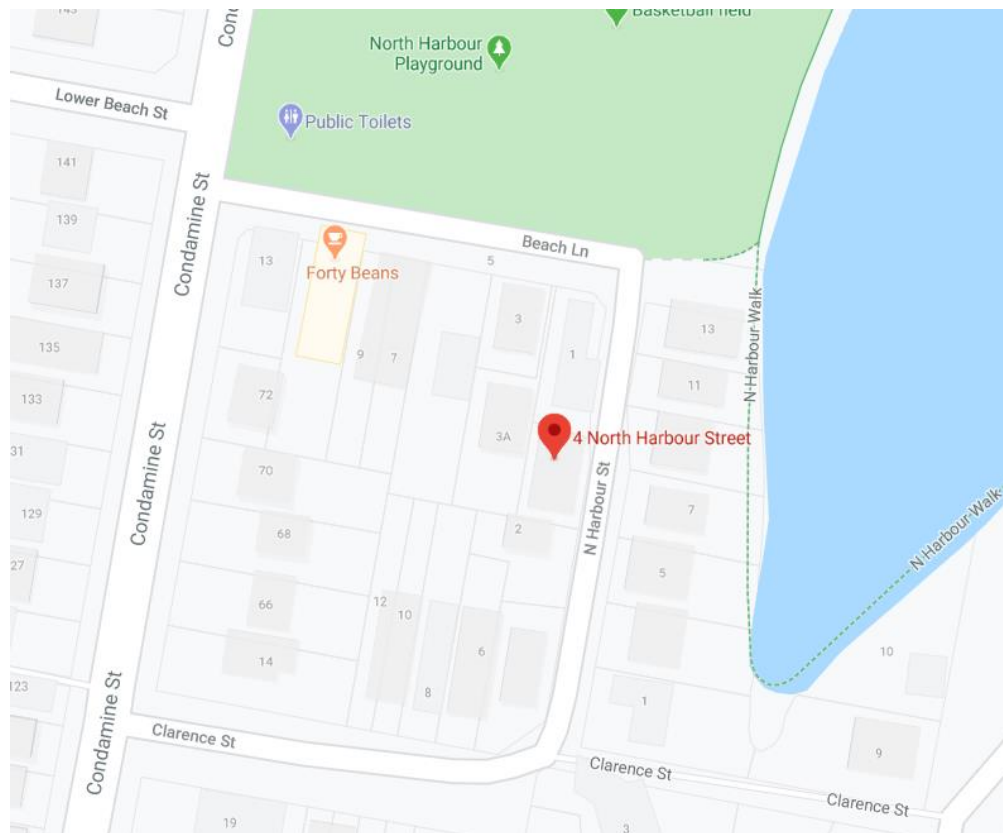 143
Basketball field
North Harbour
Playground
Cond
Lower Beach St
Public Toilets
141
Condamine St
139
Beach Ln
13
Forty Beans
5
137
3
N Harbour Walk
13
135
9
7
1
11
133
72
3A
4 North Harbour Street
31
Condamine St
70
N Harbour St
7
N Harbour Walk
129
68
2
27
5
66
12
10
14
6
10
123
8
1
Condamine St
Clarence St
9
Clarence St
Clarence St
19
3